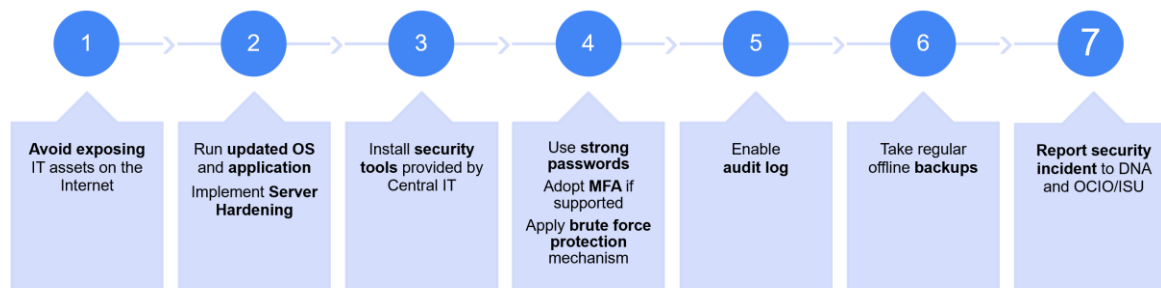 1
2
3
4
5
6
7
Avoid exposing
IT assets on the
Internet
Run updated OS
and application
Implement Server
Hardening
Install security
tools provided by
Central IT
Use strong
passwords
Adopt MFA if
supported
Apply brute force
protection
mechanism
Enable
audit log
Take regular
offline backups
Report security
incident to DNA
and OCIO/ISU